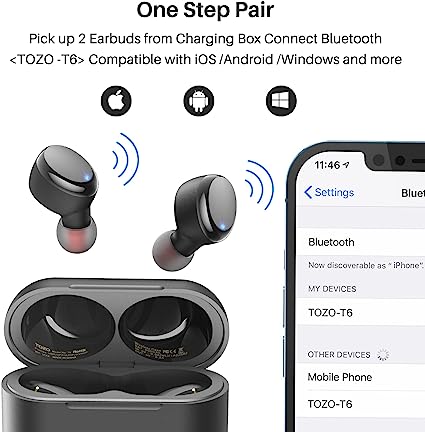 One Step Pair
Pick up 2 Earbuds from Charging Box Connect Bluetooth
<TOZO -T6> Compatible with iOS /Android /Windows and more
11:46
Settings
Bluet
Bluetooth
Now discoverable as " iPhone".
MY DEVICES
TOZO-T6
OTHER DEVICES
Mobile Phone
TOZO-T6
TOZO